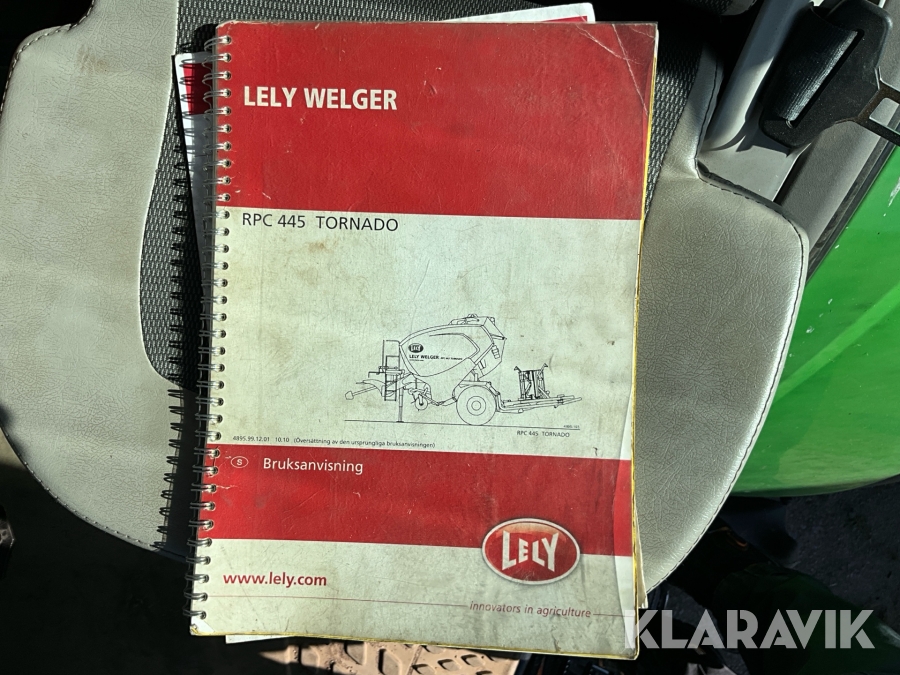 LELY WELGER
RPC 445 TORNADO
LELY
LELY WELGER
RPC 445 TORNADO
4895.99.12.01 10.10 (Översättning av den ursprungliga bruksanvisningen)
S Bruksanvisning
LELY
www.lely.com
innovators in agriculture
KLARAVIK